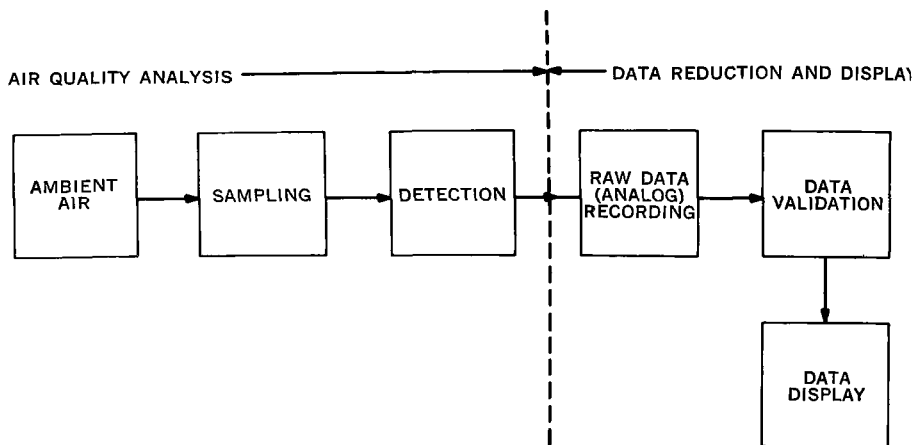 AIR QUALITY ANALYSIS
DATA REDUCTION AND DISPLAY
AMBIENT
AIR
SAMPLING
DETECTION
RAW DATA
(ANALOG)
RECORDING
DATA
VALIDATION
DATA
DISPLAY